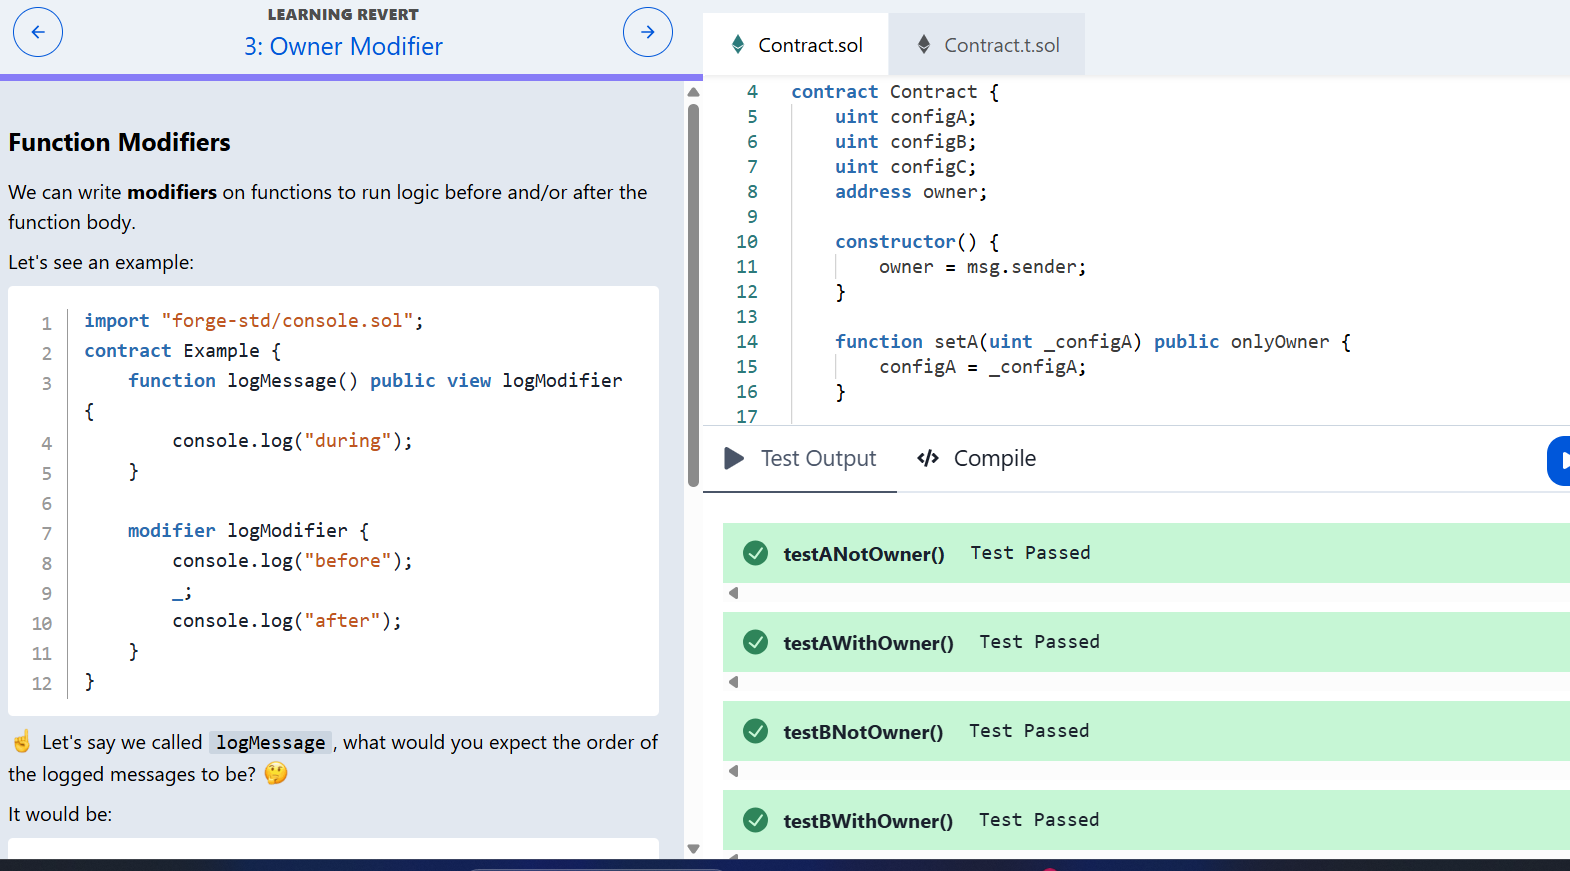 LEARNING REVERT
3: Owner Modifier
Function Modifiers
We can write modifiers on functions to run logic before and/or after the
function body.
Let's see an example:
1 import "forge-std/console.sol";
2 contract Example {
3 function logMessage() public view logModifier
{
4 console.log("during");
5 }
6
7 modifier logModifier {
8 console.log("before");
9 _;
10 console.log("after");
11 }
12 }
☝️ Let's say we called logMessage, what would you expect the order of
the logged messages to be? 🤔
It would be:
Contract.sol
Contract.t.sol
4 contract Contract {
5 uint configA;
6 uint configB;
7 uint configC;
8 address owner;
9
10 constructor() {
11 owner = msg.sender;
12 }
13
14 function setA(uint _configA) public onlyOwner {
15 configA = _configA;
16 }
17
Test Output
</> Compile
testANotOwner() Test Passed
testAWithOwner() Test Passed
testBNotOwner() Test Passed
testBWithOwner() Test Passed